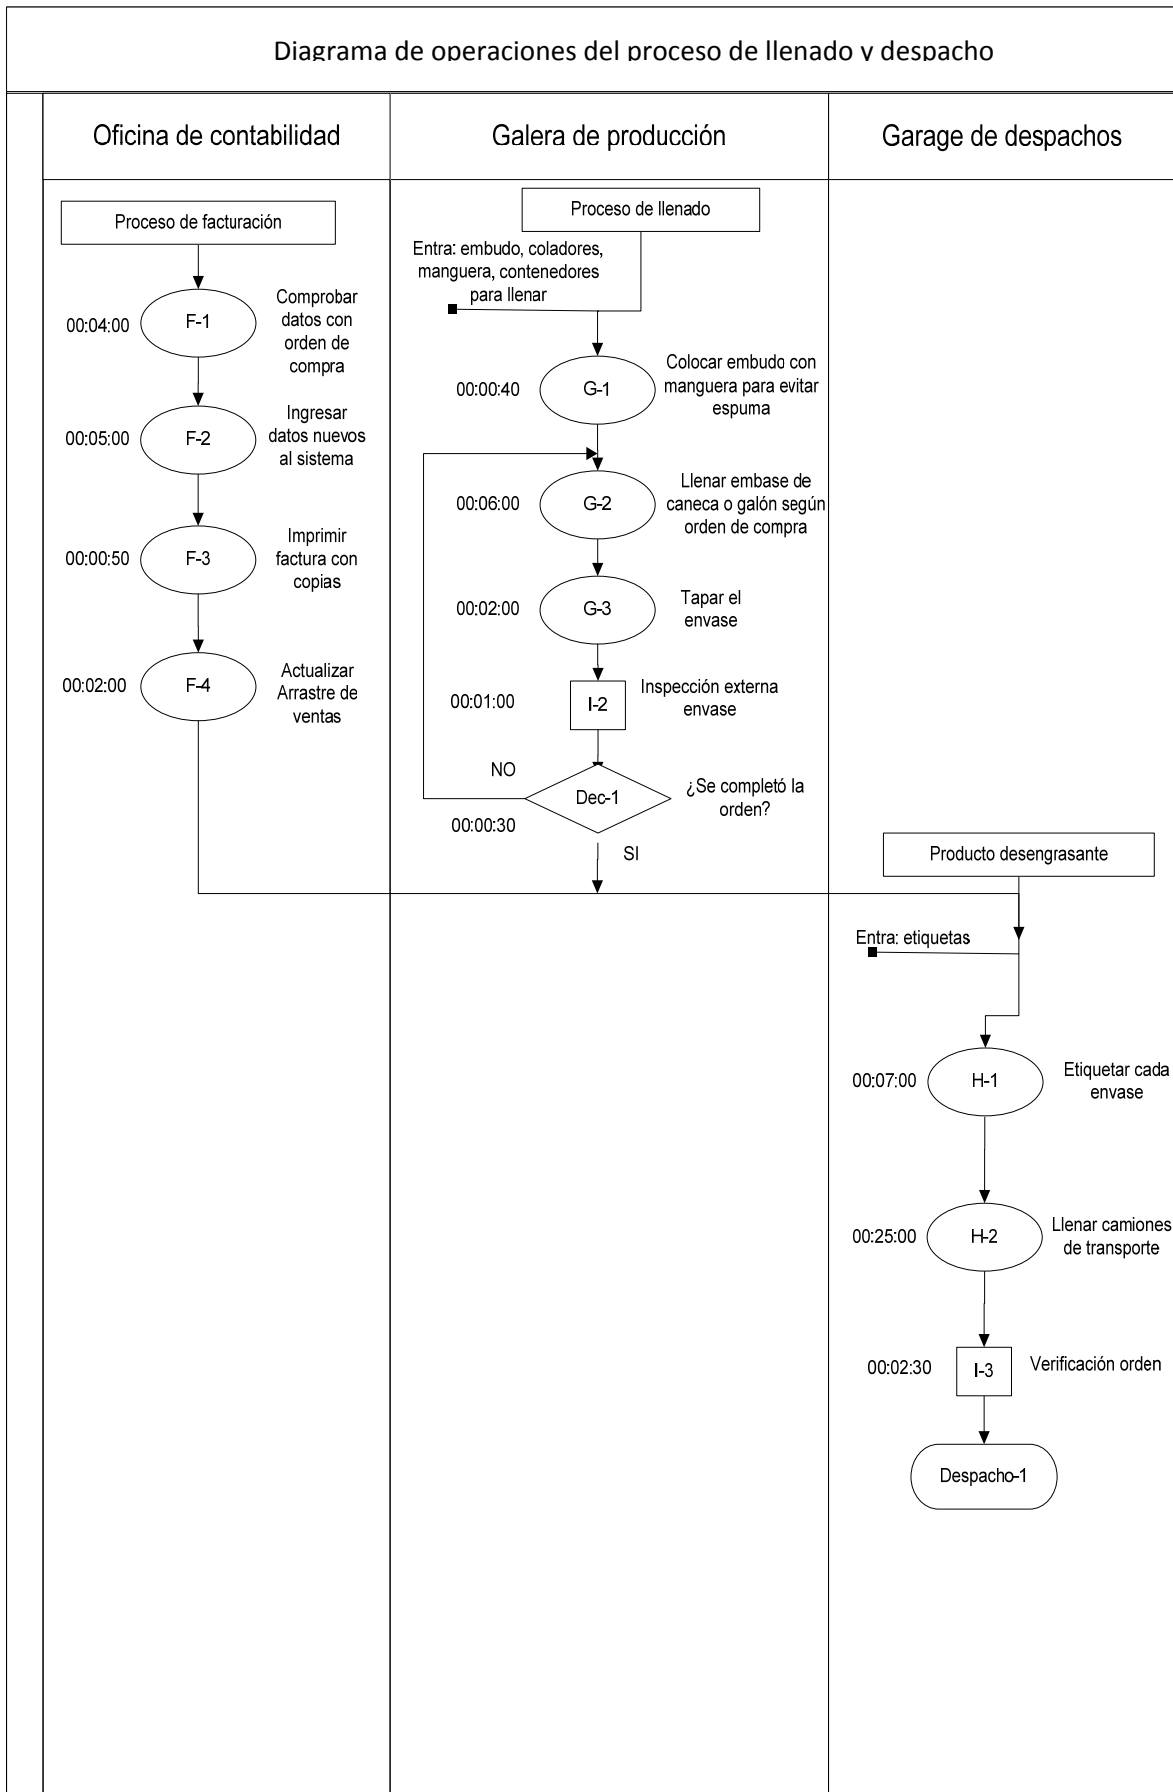 Diagrama de operaciones del proceso de llenado y despacho
Oficina de contabilidad
Galera de producción
Garage de despachos
Proceso de facturación
00:04:00
F-1
Comprobar
datos con
orden de
compra
00:05:00
F-2
Ingresar
datos nuevos
al sistema
00:00:50
F-3
Imprimir
factura con
copias
00:02:00
F-4
Actualizar
Arrastre de
ventas
Proceso de llenado
Entra: embudo, coladores,
manguera, contenedores
para llenar
00:00:40
G-1
Colocar embudo con
manguera para evitar
espuma
00:06:00
G-2
Llenar embase de
caneca o galón según
orden de compra
00:02:00
G-3
Tapar el
envase
00:01:00
I-2
Inspección externa
envase
NO
Dec-1
¿Se completó la
orden?
00:00:30
SI
Producto desengrasante
Entra: etiquetas
00:07:00
H-1
Etiquetar cada
envase
00:25:00
H-2
Llenar camiones
de transporte
00:02:30
I-3
Verificación orden
Despacho-1